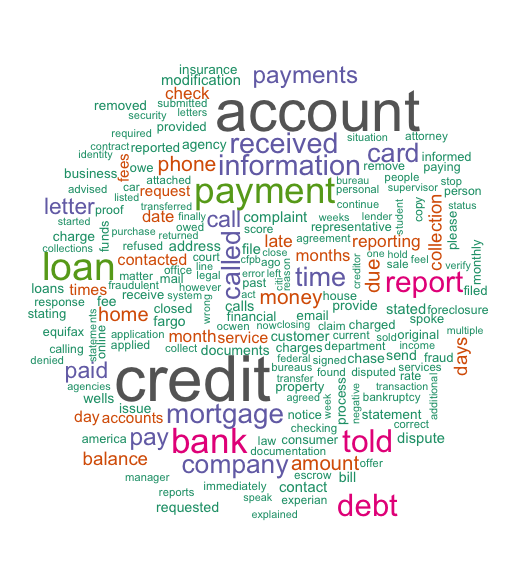 insurance
modification payments
check
removed submitted account
security letters
provided received
required situation attorney
contract reported agency card informed
identity fees owe phone information remove paying
business attached bureau people supervisor stop
advised car request payment personal person
listed
letter proof transferred call continue student copy status
date finally complaint weeks lender please
charge funds purchase owed score representative collection
collections refused address called file late agreement reporting
started returned
loan contacted court close months due one hold feel verify
matter office line cfpb ago time citi reason creditor sale report monthly
loans times fraudulent mail legal error left
response fee receive system however wrong past act money house provide stated foreclosure filed
stating home closed ocwen now closing email claim charged spoke
equifax fargo financial current original multiple
calling statements online application month service customer department income days
denied applied collect documents charges chase send fraud
agencies paid credit federal signed found disputed sold services
bureaus transfer rate transaction
wells property process negative bankruptcy additional
issue agreed week
day accounts mortgage notice statement correct
america pay bank law checking told dispute
consumer
documentation
balance company amount offer
manager escrow bill
reports immediately contact
speak experian debt
requested
explained